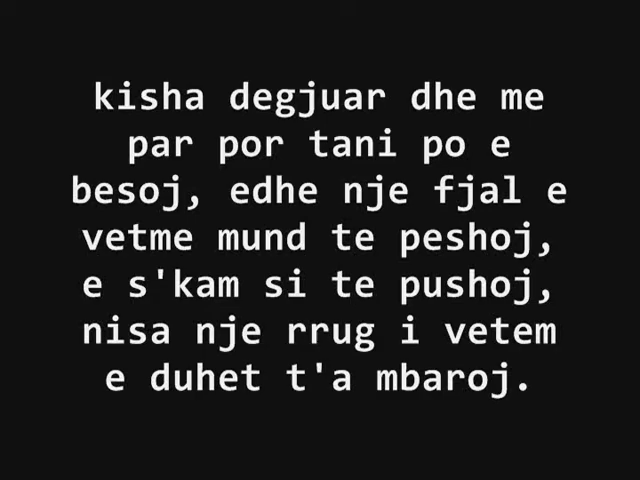 kisha degjuar dhe me
par por tani po e
besoj, edhe nje fjal e
vetme mund te peshoj,
e s'kam si te pushoj,
nisa nje rrug i vetem
e duhet t'a mbaroj.